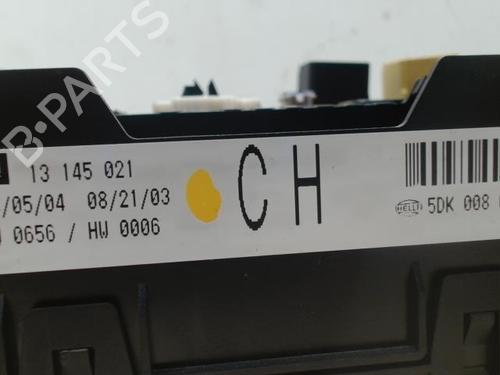 B-PARTS
13 145 021
/05/04 08/21/03
0656 / HW 0006
CH
HELLA
5DK 008